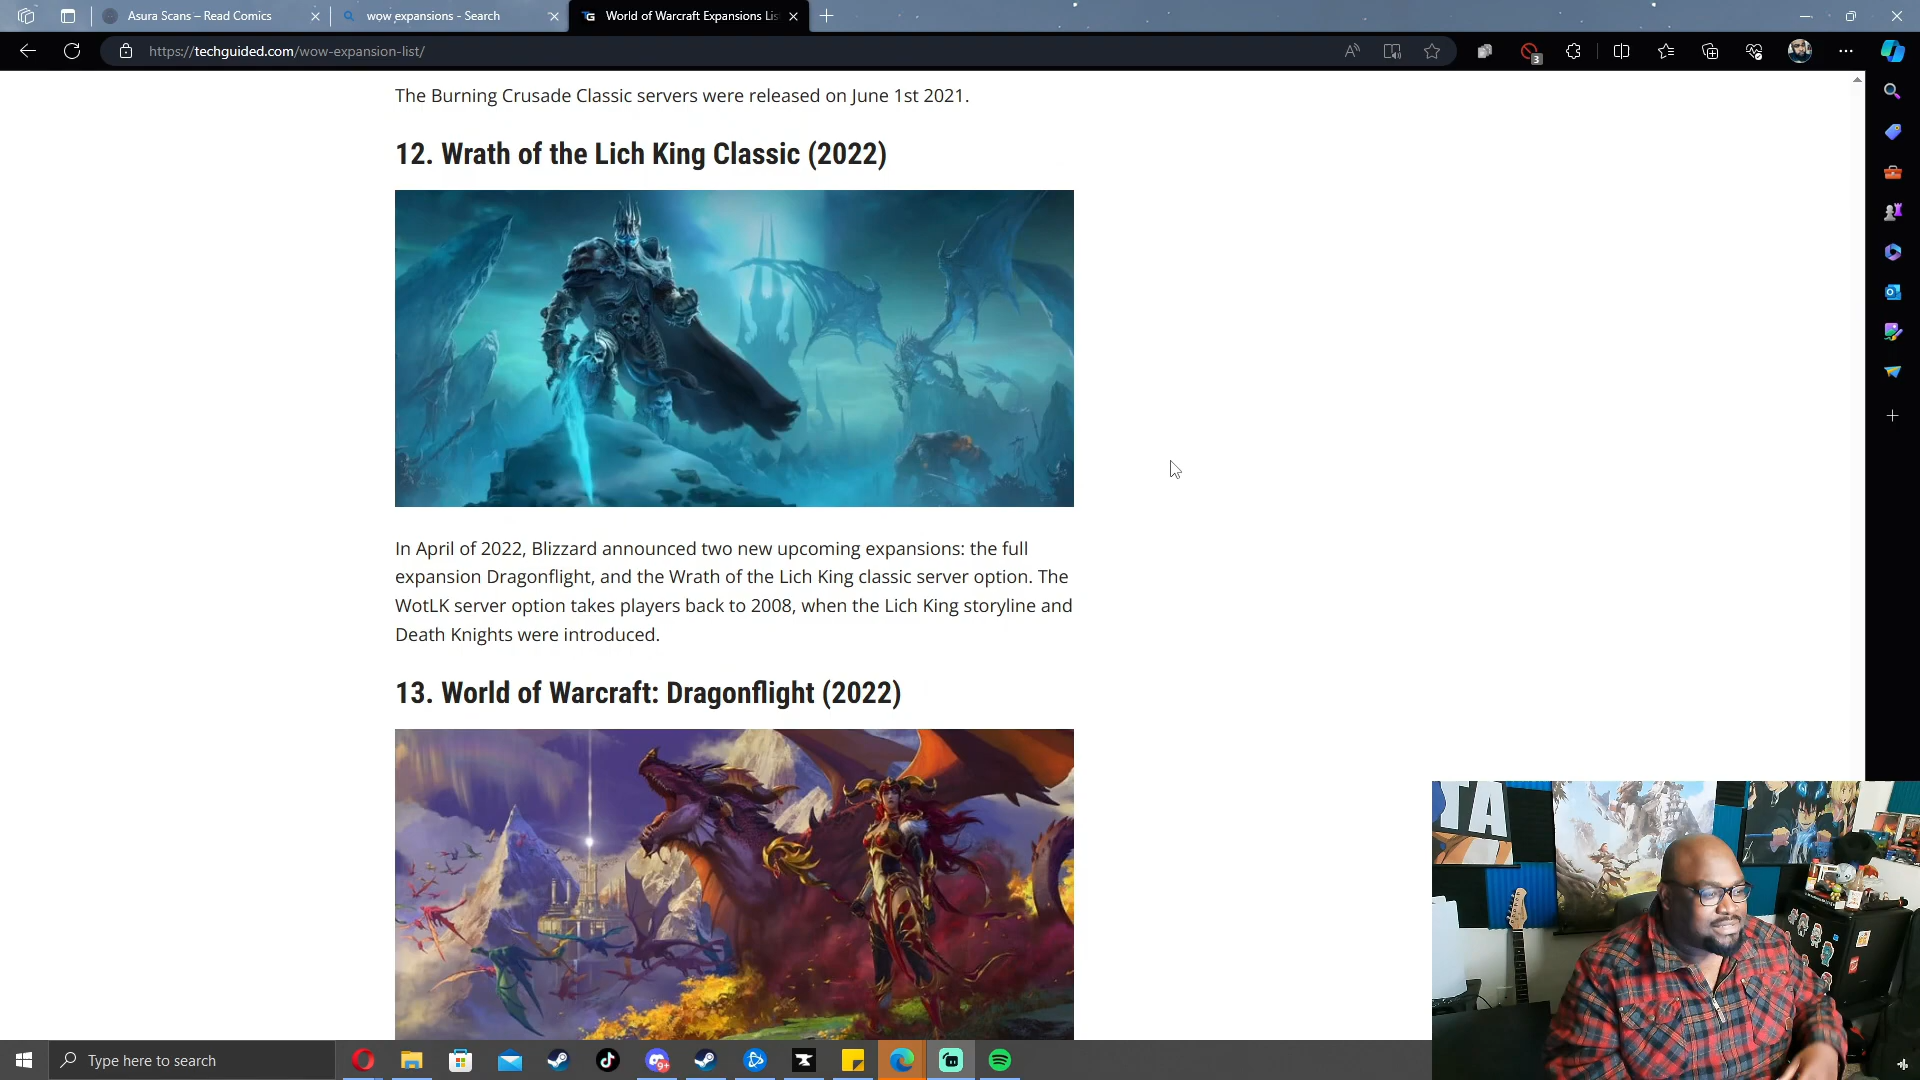 Asura Scans – Read Comics
wow expansions - Search
TG World of Warcraft Expansions Lis
https://techguided.com/wow-expansion-list/
3
The Burning Crusade Classic servers were released on June 1st 2021.
12. Wrath of the Lich King Classic (2022)
In April of 2022, Blizzard announced two new upcoming expansions: the full
expansion Dragonflight, and the Wrath of the Lich King classic server option. The
WotLK server option takes players back to 2008, when the Lich King storyline and
Death Knights were introduced.
13. World of Warcraft: Dragonflight (2022)
TA
Type here to search
9+